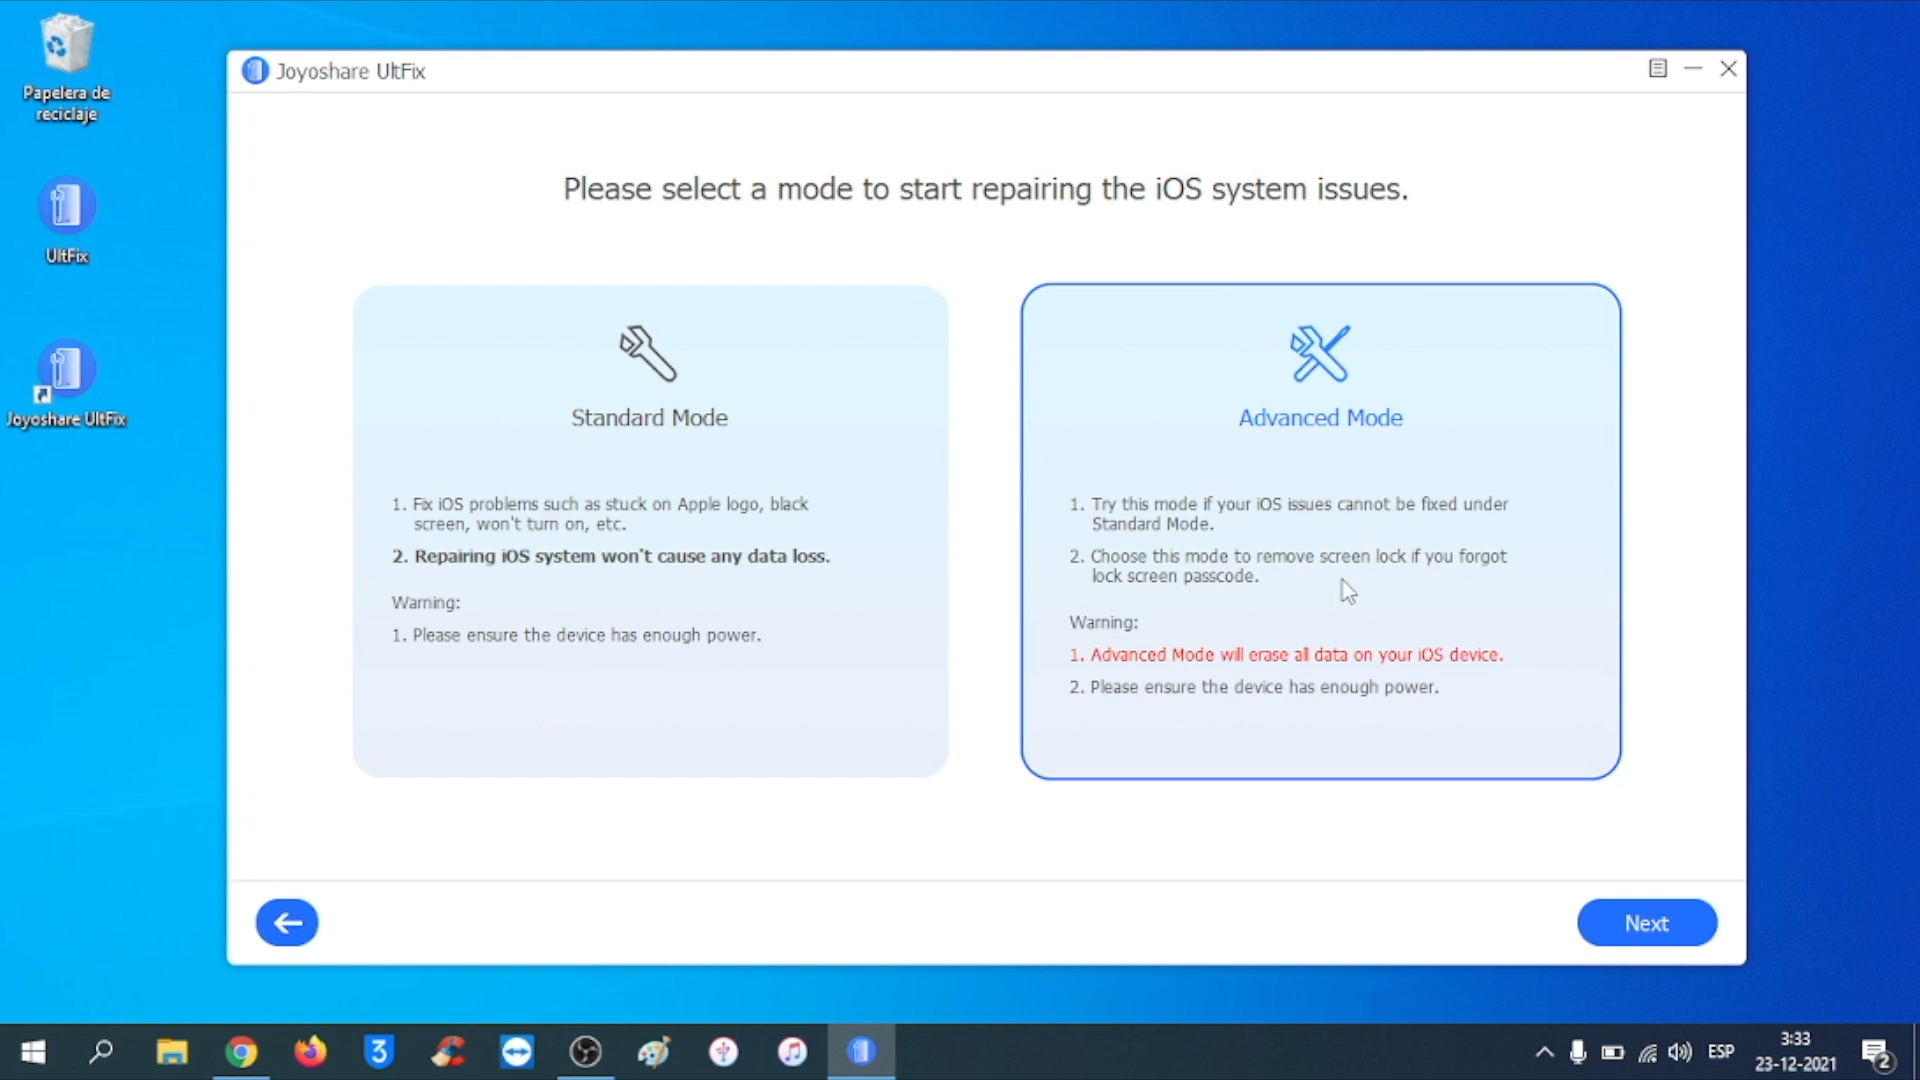 Papelera de
reciclaje
UltFix
Joyoshare UltFix
Joyoshare UltFix
Please select a mode to start repairing the iOS system issues.
Standard Mode
1. Fix iOS problems such as stuck on Apple logo, black
screen, won't turn on, etc.
2. Repairing iOS system won't cause any data loss.
Warning:
1. Please ensure the device has enough power.
Advanced Mode
1. Try this mode if your iOS issues cannot be fixed under
Standard Mode.
2. Choose this mode to remove screen lock if you forgot
lock screen passcode.
Warning:
1. Advanced Mode will erase all data on your iOS device.
2. Please ensure the device has enough power.
Next
3
ESP
3:33
23-12-2021
2